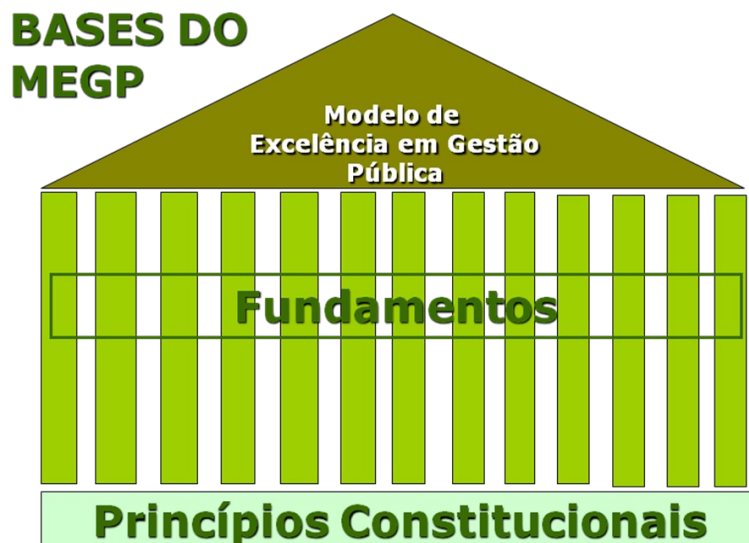 BASES DO
MEGP
Modelo de
Excelência em Gestão
Pública
Fundamentos
Princípios Constitucionais